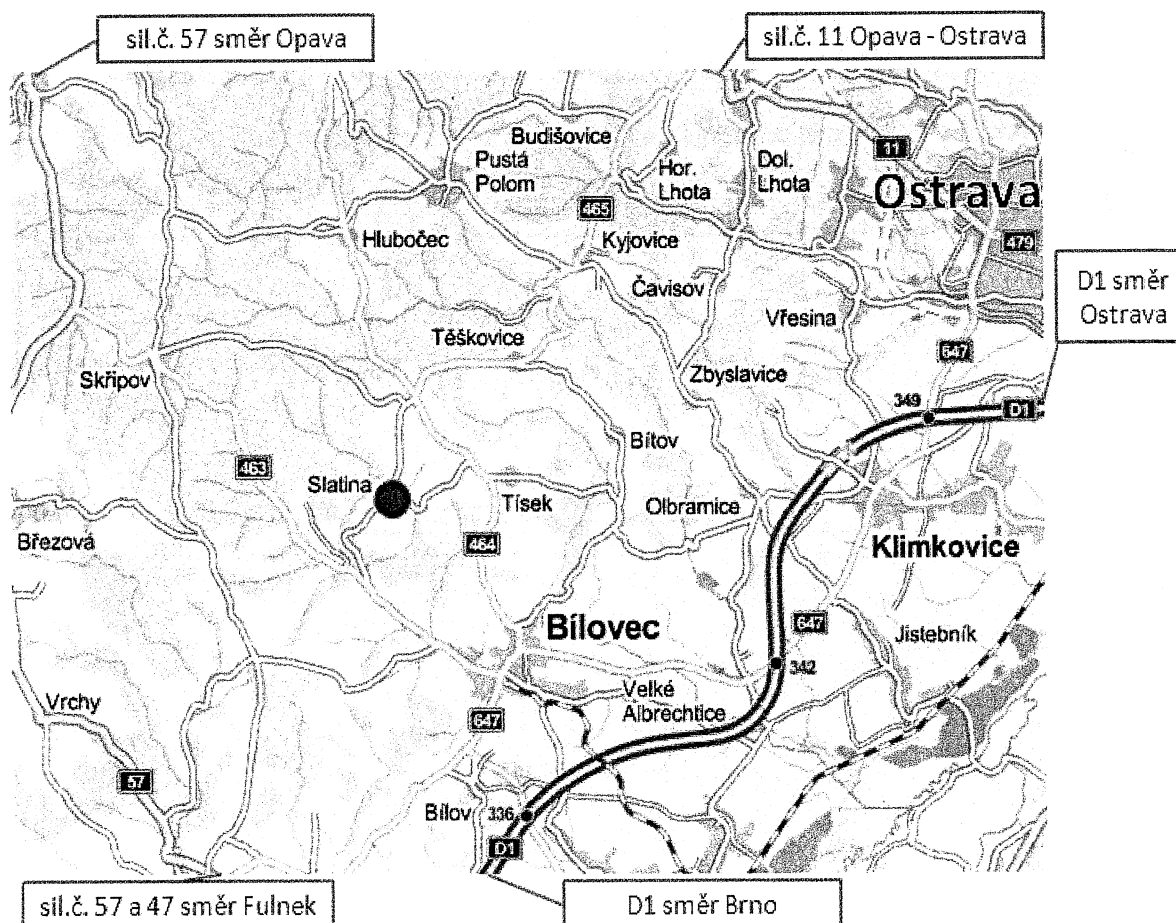 sil.č. 57 směr Opava
sil.č. 11 Opava - Ostrava
Budišovice
Pustá
Polom
Hor.
Lhota
Dol.
Lhota
11
Ostrava
465
Hlubočec
Kyjovice
479
Čavisov
D1 směr
Ostrava
Těškovice
Vřesina
647
Skřipov
Zbyslavice
349
D1
Bítov
463
Slatina
Tísek
Olbramice
Březová
464
Klimkovice
Bílovec
647
Jistebník
342
Velké
Albrechtice
Vrchy
647
57
Bílov
336
D1
sil.č. 57 a 47 směr Fulnek
D1 směr Brno